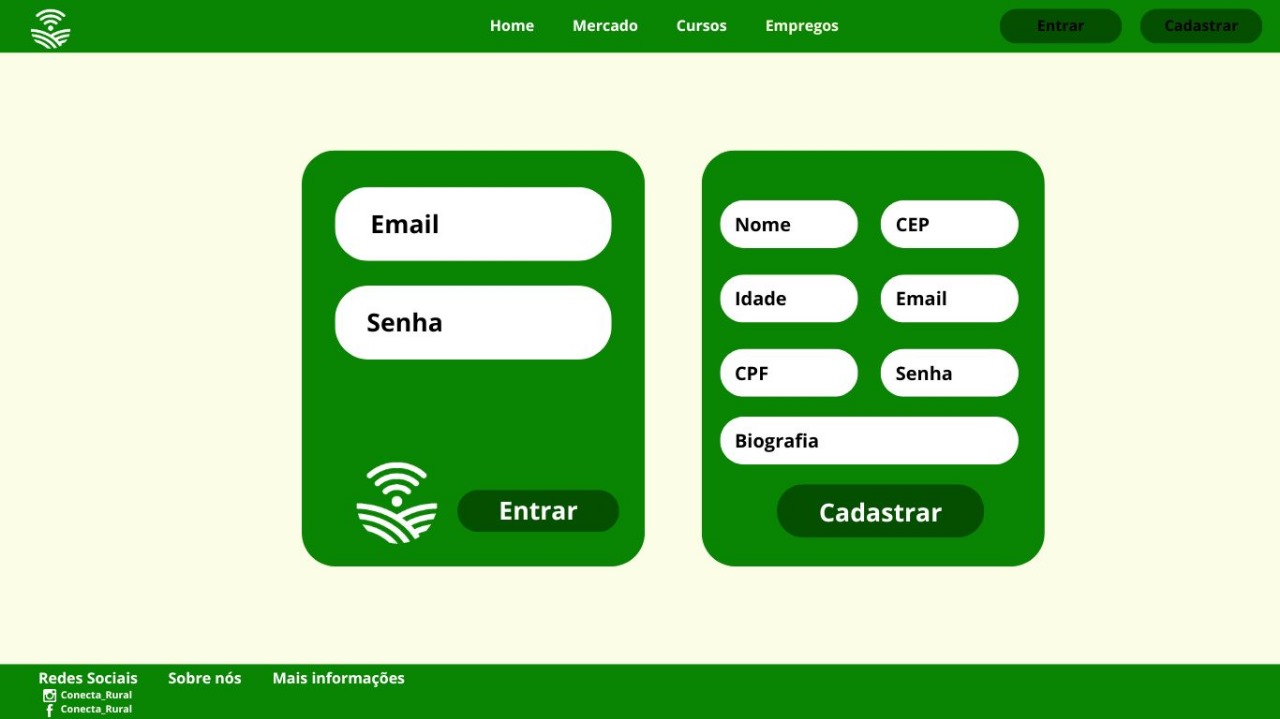 Home Mercado Cursos Empregos Entrar Cadastrar
Email
Senha
Entrar
Nome CEP
Idade Email
CPF Senha
Biografia
Cadastrar
Redes Sociais Sobre nós Mais informações
Conecta_Rural
Conecta_Rural